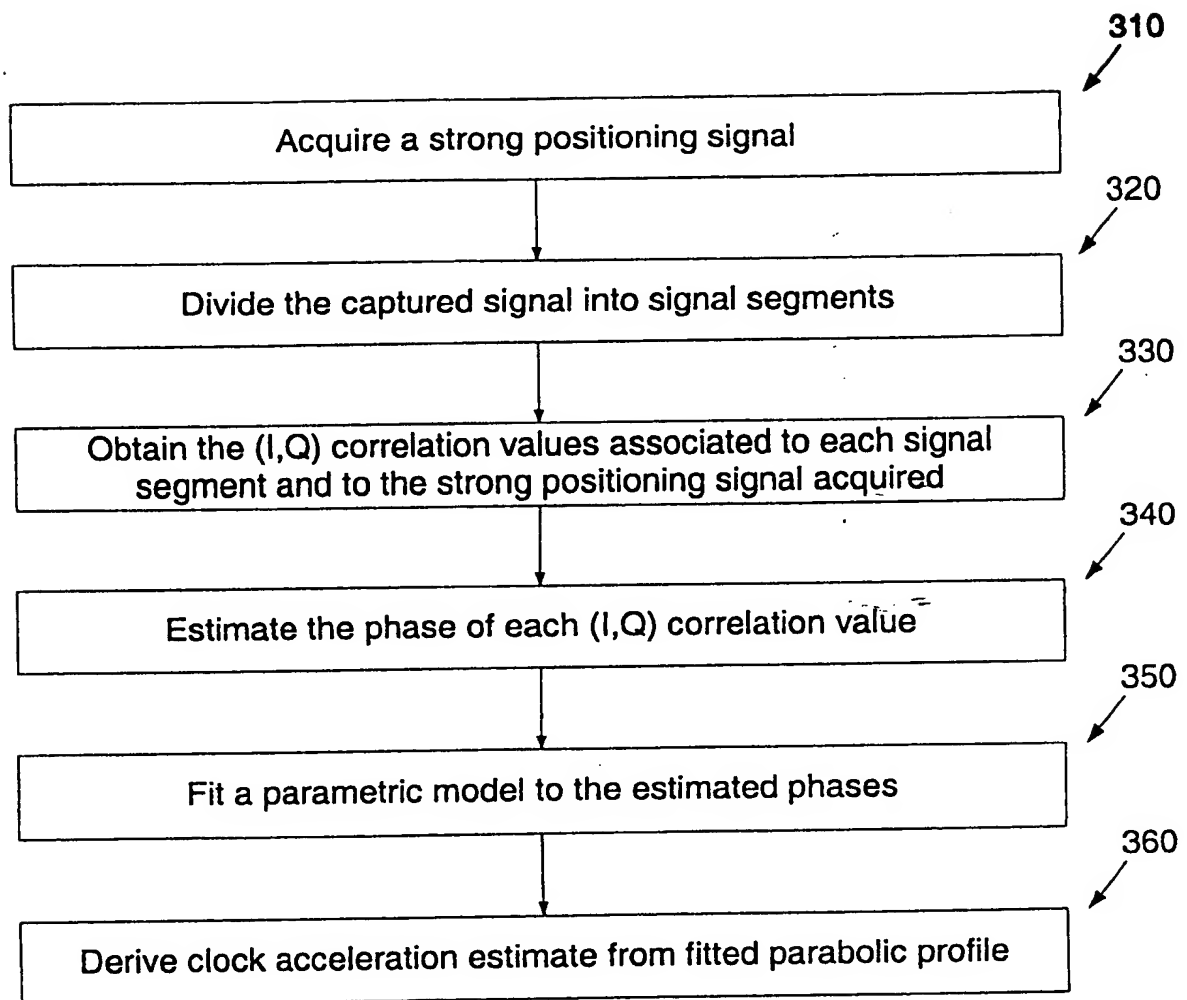 310
Acquire a strong positioning signal
320
Divide the captured signal into signal segments
330
Obtain the (I,Q) correlation values associated to each signal
segment and to the strong positioning signal acquired
340
Estimate the phase of each (I,Q) correlation value
350
Fit a parametric model to the estimated phases
360
Derive clock acceleration estimate from fitted parabolic profile